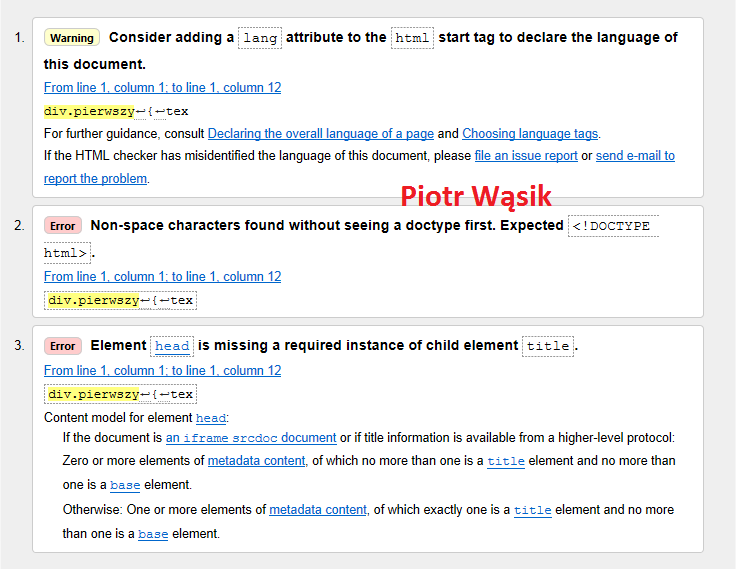 1. Warning Consider adding a lang attribute to the html start tag to declare the language of
this document.
From line 1, column 1; to line 1, column 12
div.pierwszy↩{↩tex
For further guidance, consult Declaring the overall language of a page and Choosing language tags.
If the HTML checker has misidentified the language of this document, please file an issue report or send e-mail to
report the problem.
Piotr Wąsik
2. Error Non-space characters found without seeing a doctype first. Expected <!DOCTYPE
html>.
From line 1, column 1; to line 1, column 12
div.pierwszy↩{↩tex
3. Error Element head is missing a required instance of child element title.
From line 1, column 1; to line 1, column 12
div.pierwszy↩{↩tex
Content model for element head:
If the document is an iframe srcdoc document or if title information is available from a higher-level protocol:
Zero or more elements of metadata content, of which no more than one is a title element and no more than
one is a base element.
Otherwise: One or more elements of metadata content, of which exactly one is a title element and no more
than one is a base element.